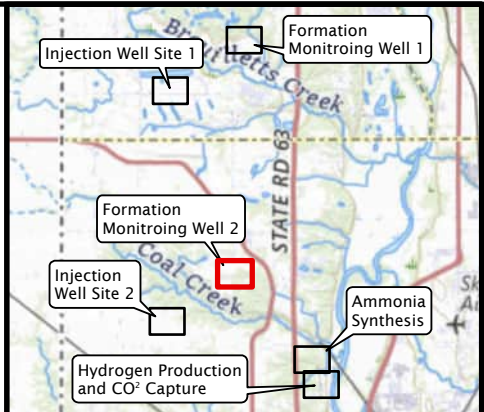 Injection Well Site 1
Formation
Monitroing Well 1
Brouilletts Creek
STATE RD 63
Formation
Monitroing Well 2
Coal Creek
Injection
Well Site 2
Ammonia
Synthesis
Hydrogen Production
and CO² Capture